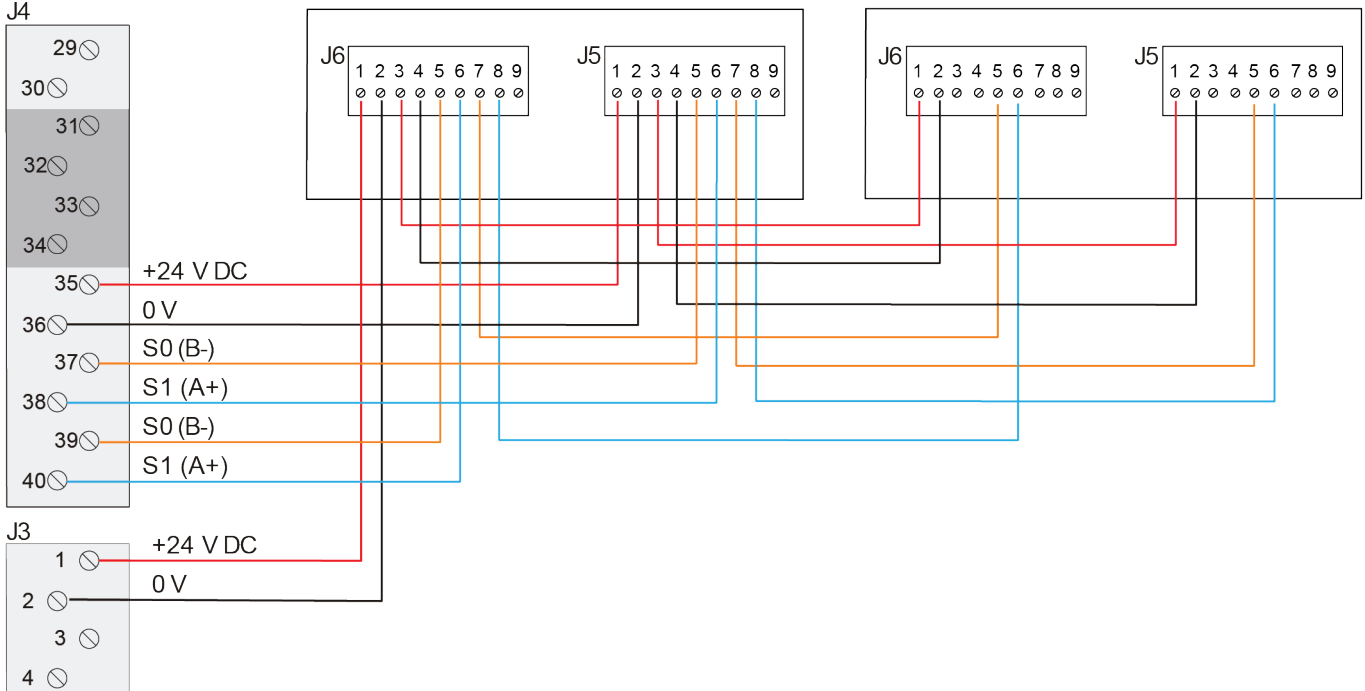 J4
29
30
31
32
33
34
35 +24 V DC
36 0 V
37 S0 (B-)
38 S1 (A+)
39 S0 (B-)
40 S1 (A+)
J3
1 +24 V DC
2 0 V
3
4
J6
1 2 3 4 5 6 7 8 9
J5
1 2 3 4 5 6 7 8 9
J6
1 2 3 4 5 6 7 8 9
J5
1 2 3 4 5 6 7 8 9